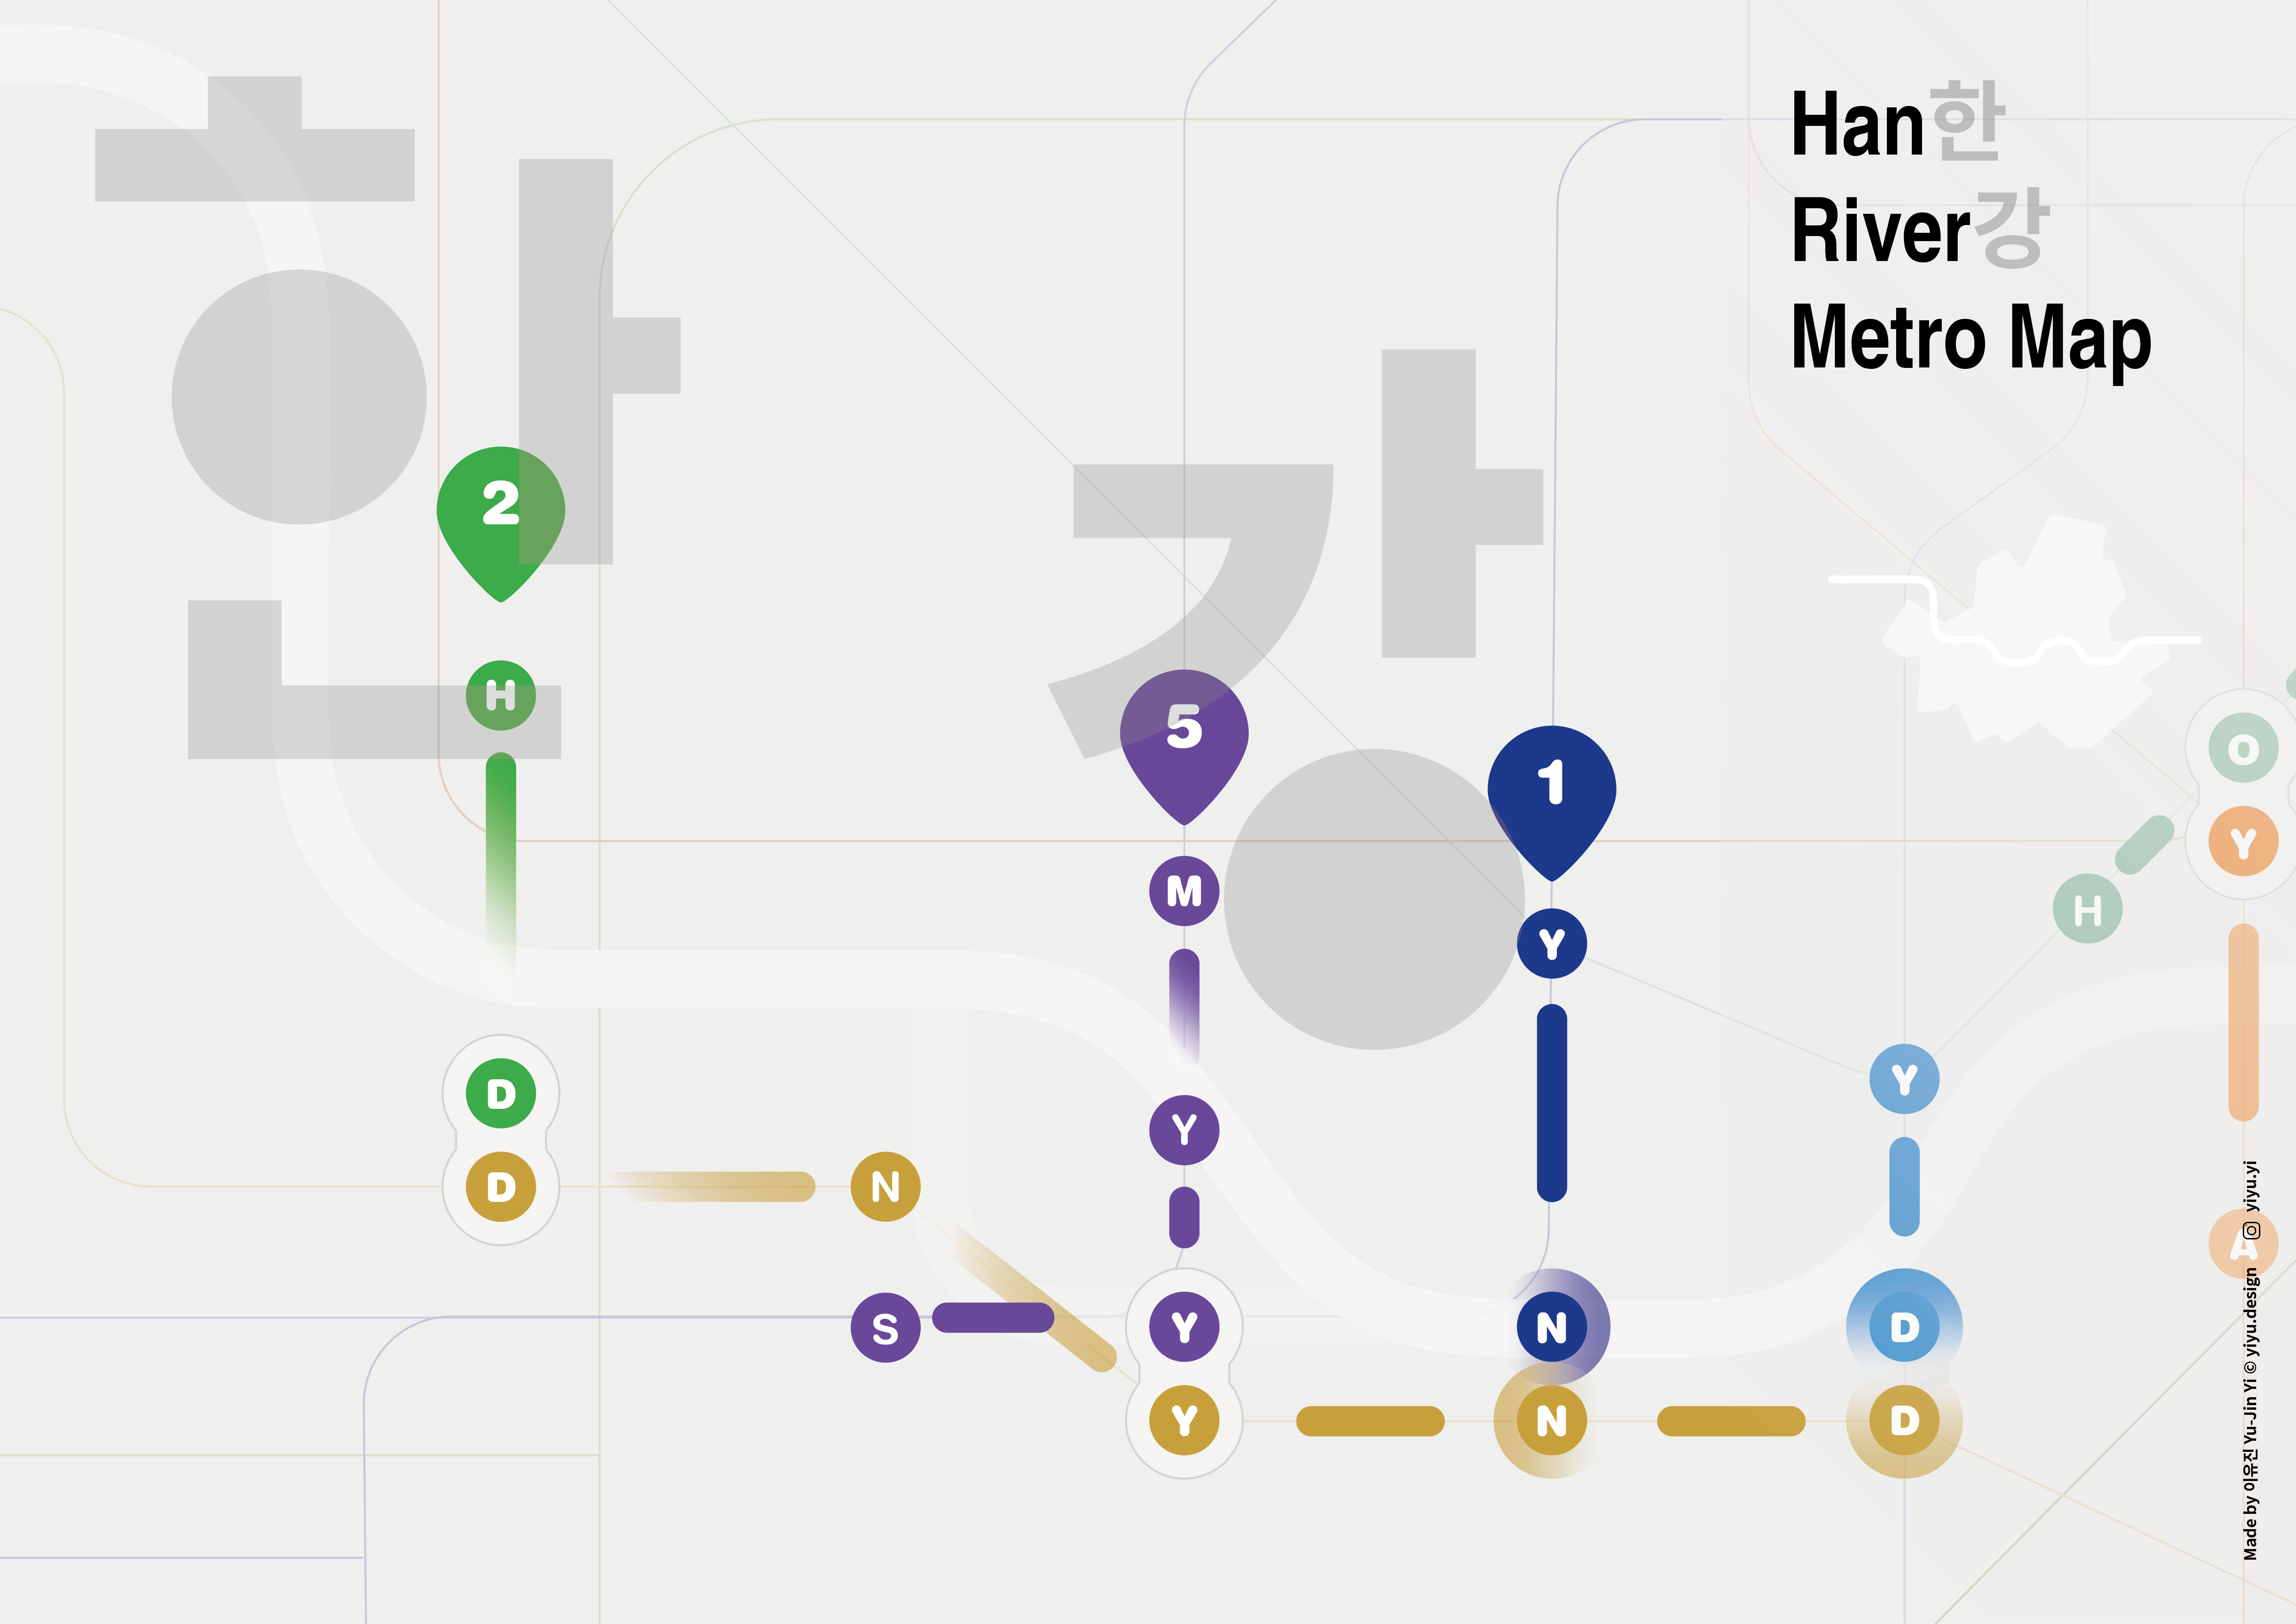 한
강
Han한
River강
Metro Map
2
H
5
M
1
Y
O
Y
H
D
D
N
Y
Y
A
S
Y
Y
N
N
D
D
Made by 이유진 Yu-Jin Yi © yiyu.design yiyu.yi